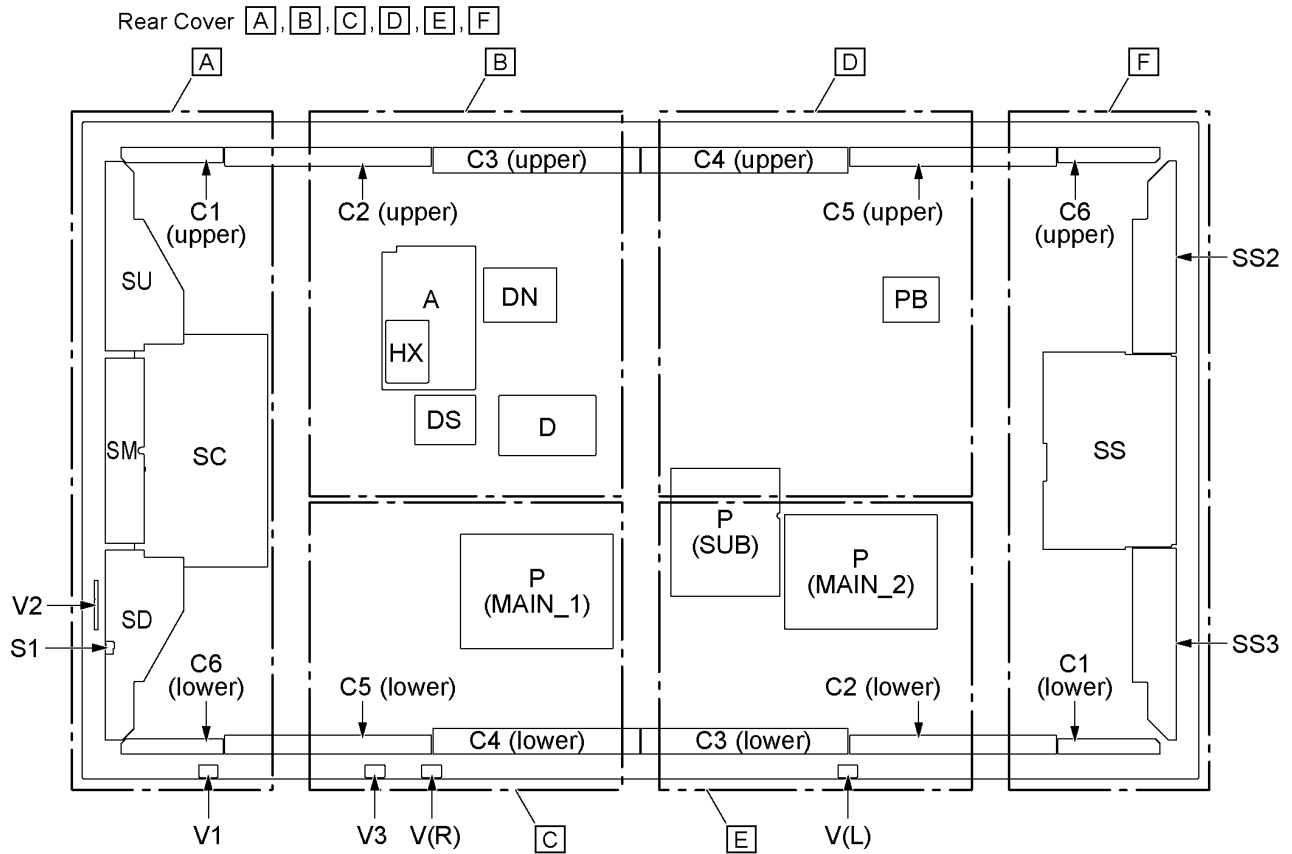 Rear Cover A, B, C, D, E, F
A
B
D
F
C3 (upper)
C4 (upper)
C1
(upper)
C2 (upper)
C5 (upper)
C6
(upper)
SU
SS2
A
DN
PB
HX
DS
D
SM
SC
SS
P
(SUB)
P
(MAIN_1)
P
(MAIN_2)
V2
SD
S1
SS3
C6
(lower)
C5 (lower)
C2 (lower)
C1
(lower)
C4 (lower)
C3 (lower)
V1
V3
V(R)
C
E
V(L)